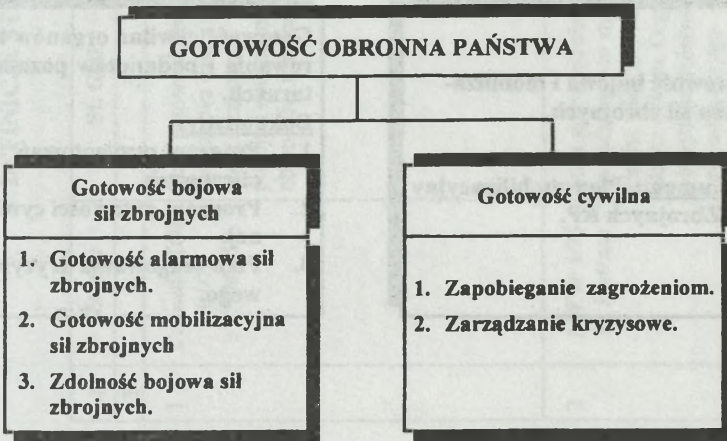 GOTOWOŚĆ OBRONNA PAŃSTWA
Gotowość bojowa
sił zbrojnych
1. Gotowość alarmowa sił
zbrojnych.
2. Gotowość mobilizacyjna
sił zbrojnych
3. Zdolność bojowa sił
zbrojnych.
Gotowość cywilna
1. Zapobieganie zagrożeniom.
2. Zarządzanie kryzysowe.